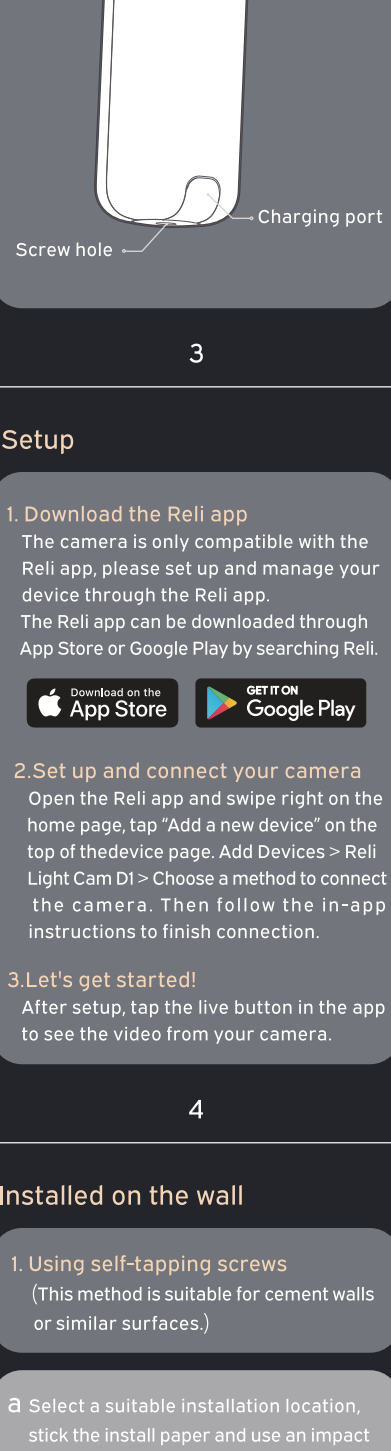 Charging port
Screw hole
3
Setup
1. Download the Reli app
The camera is only compatible with the
Reli app, please set up and manage your
device through the Reli app.
The Reli app can be downloaded through
App Store or Google Play by searching Reli.
Download on the
App Store
GET IT ON
Google Play
2.Set up and connect your camera
Open the Reli app and swipe right on the
home page, tap “Add a new device” on the
top of thedevice page. Add Devices > Reli
Light Cam D1 > Choose a method to connect
the camera. Then follow the in-app
instructions to finish connection.
3.Let's get started!
After setup, tap the live button in the app
to see the video from your camera.
4
Installed on the wall
1. Using self-tapping screws
(This method is suitable for cement walls
or similar surfaces.)
a Select a suitable installation location,
stick the install paper and use an impact